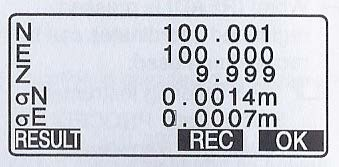 N 100.001
E 100.000
Z 9.999
σN 0.0014m
σE 0.0007m
RESULT REC OK